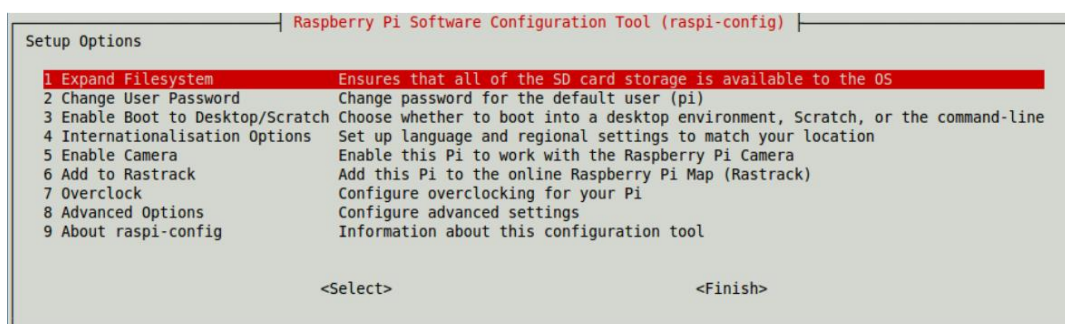 Raspberry Pi Software Configuration Tool (raspi-config)
Setup Options
1 Expand Filesystem Ensures that all of the SD card storage is available to the OS
2 Change User Password Change password for the default user (pi)
3 Enable Boot to Desktop/Scratch Choose whether to boot into a desktop environment, Scratch, or the command-line
4 Internationalisation Options Set up language and regional settings to match your location
5 Enable Camera Enable this Pi to work with the Raspberry Pi Camera
6 Add to Rastrack Add this Pi to the online Raspberry Pi Map (Rastrack)
7 Overclock Configure overclocking for your Pi
8 Advanced Options Configure advanced settings
9 About raspi-config Information about this configuration tool
<Select> <Finish>